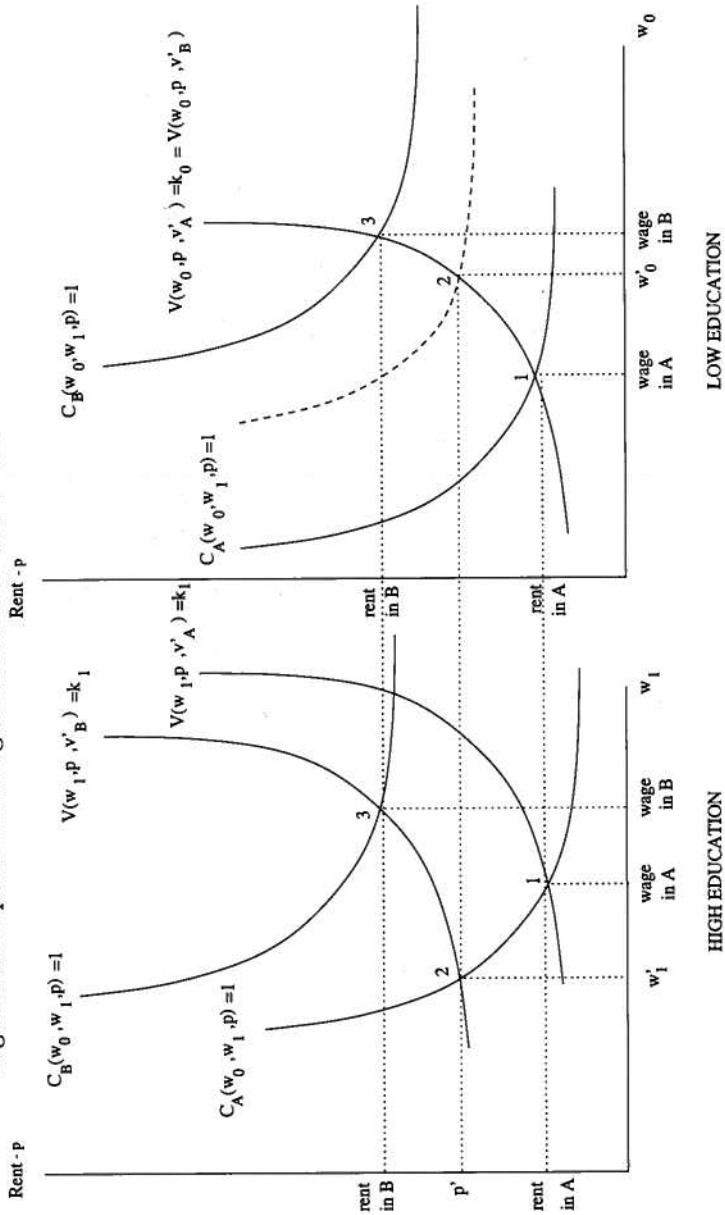 Rent - p
C_B(w_0, w_1, p) =1
V(w_1, p, v'_B) =k_1
C_A(w_0, w_1, p) =1
V(w_1, p, v'_A) =k_1
3
2
1
rent
in B
p'
rent
in A
w'_1
wage
in A
wage
in B
w_1
HIGH EDUCATION
Rent - p
C_B(w_0, w_1, p) =1
V(w_0, p, v'_A) =k_0 = V(w_0, p, v'_B)
C_A(w_0, w_1, p) =1
3
2
1
rent
in B
rent
in A
wage
in A
w'_0
wage
in B
w_0
LOW EDUCATION